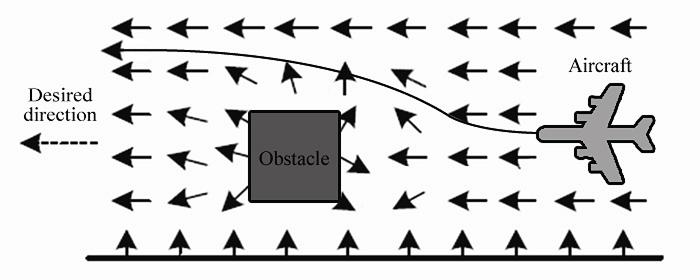 Aircraft
Desired
direction
Obstacle